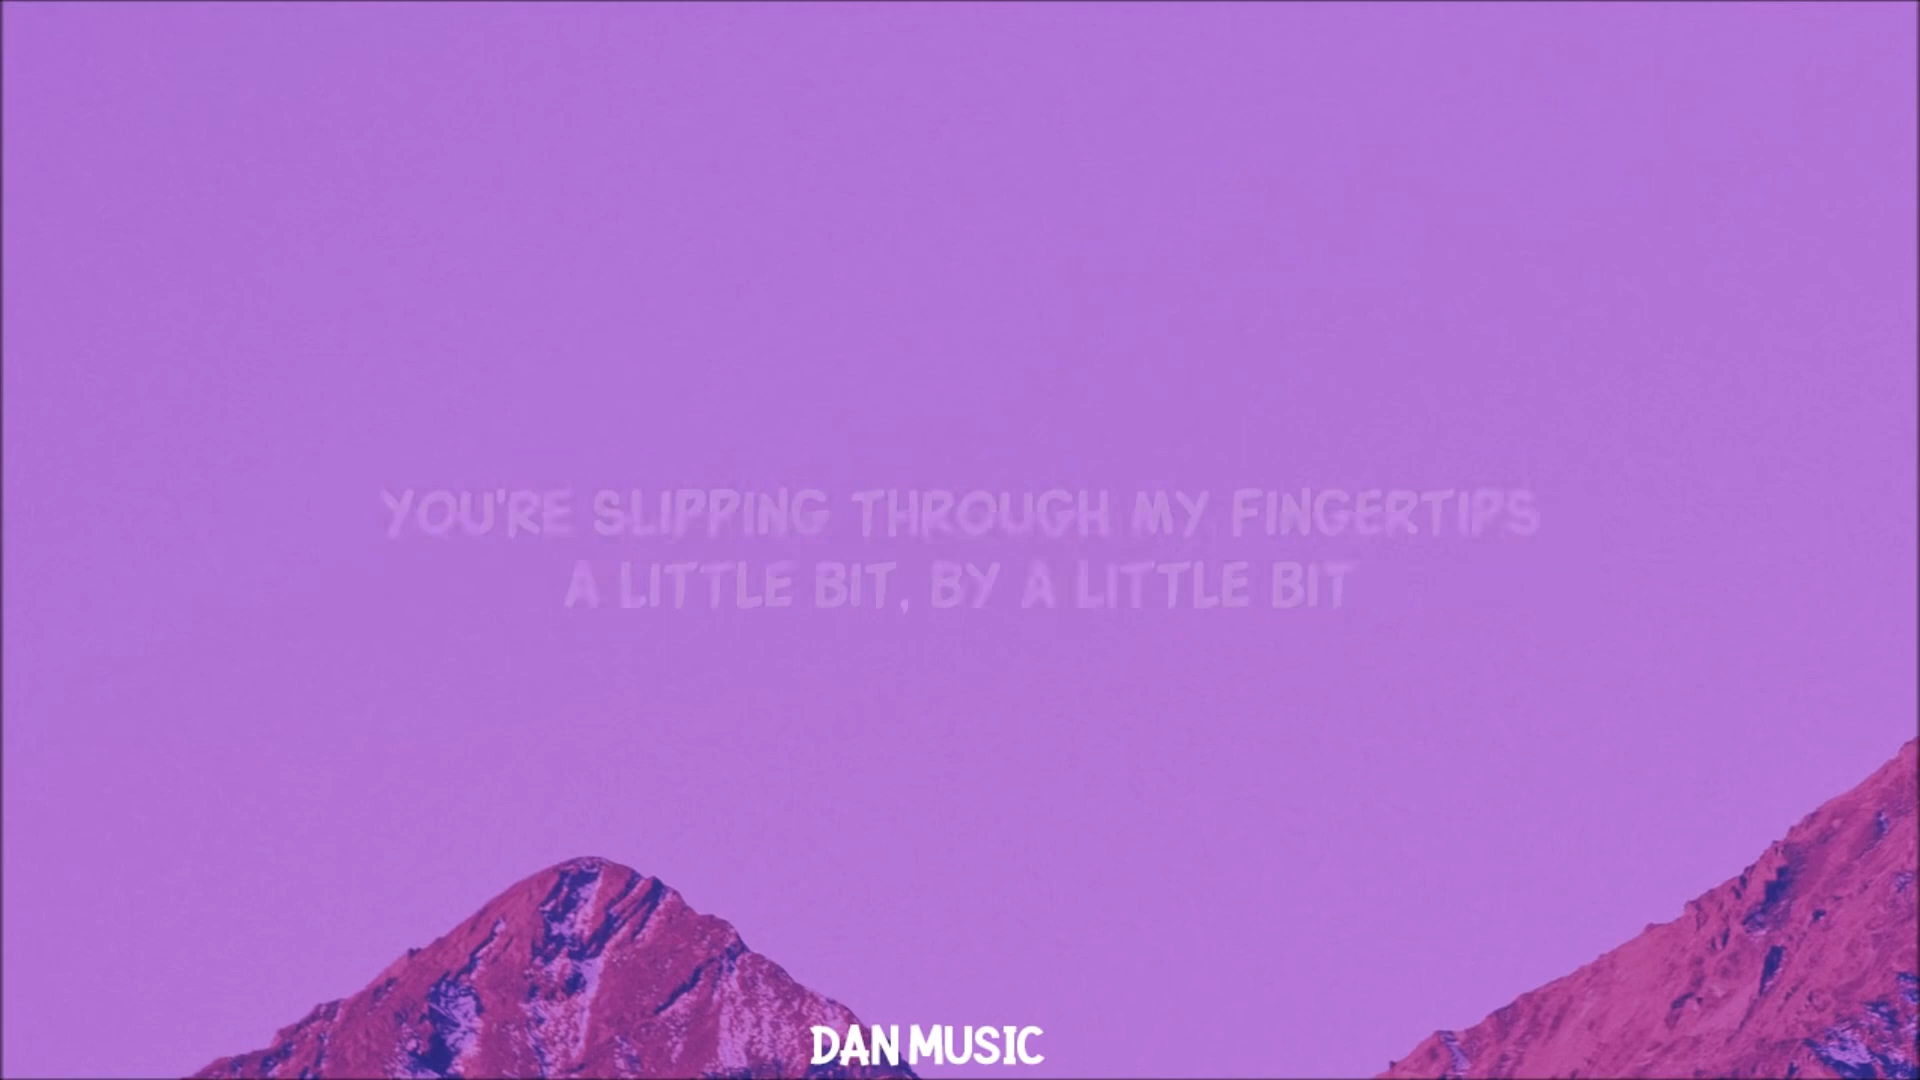 YOU'RE SLIPPING THROUGH MY FINGERTIPS
A LITTLE BIT, BY A LITTLE BIT
DAN MUSIC